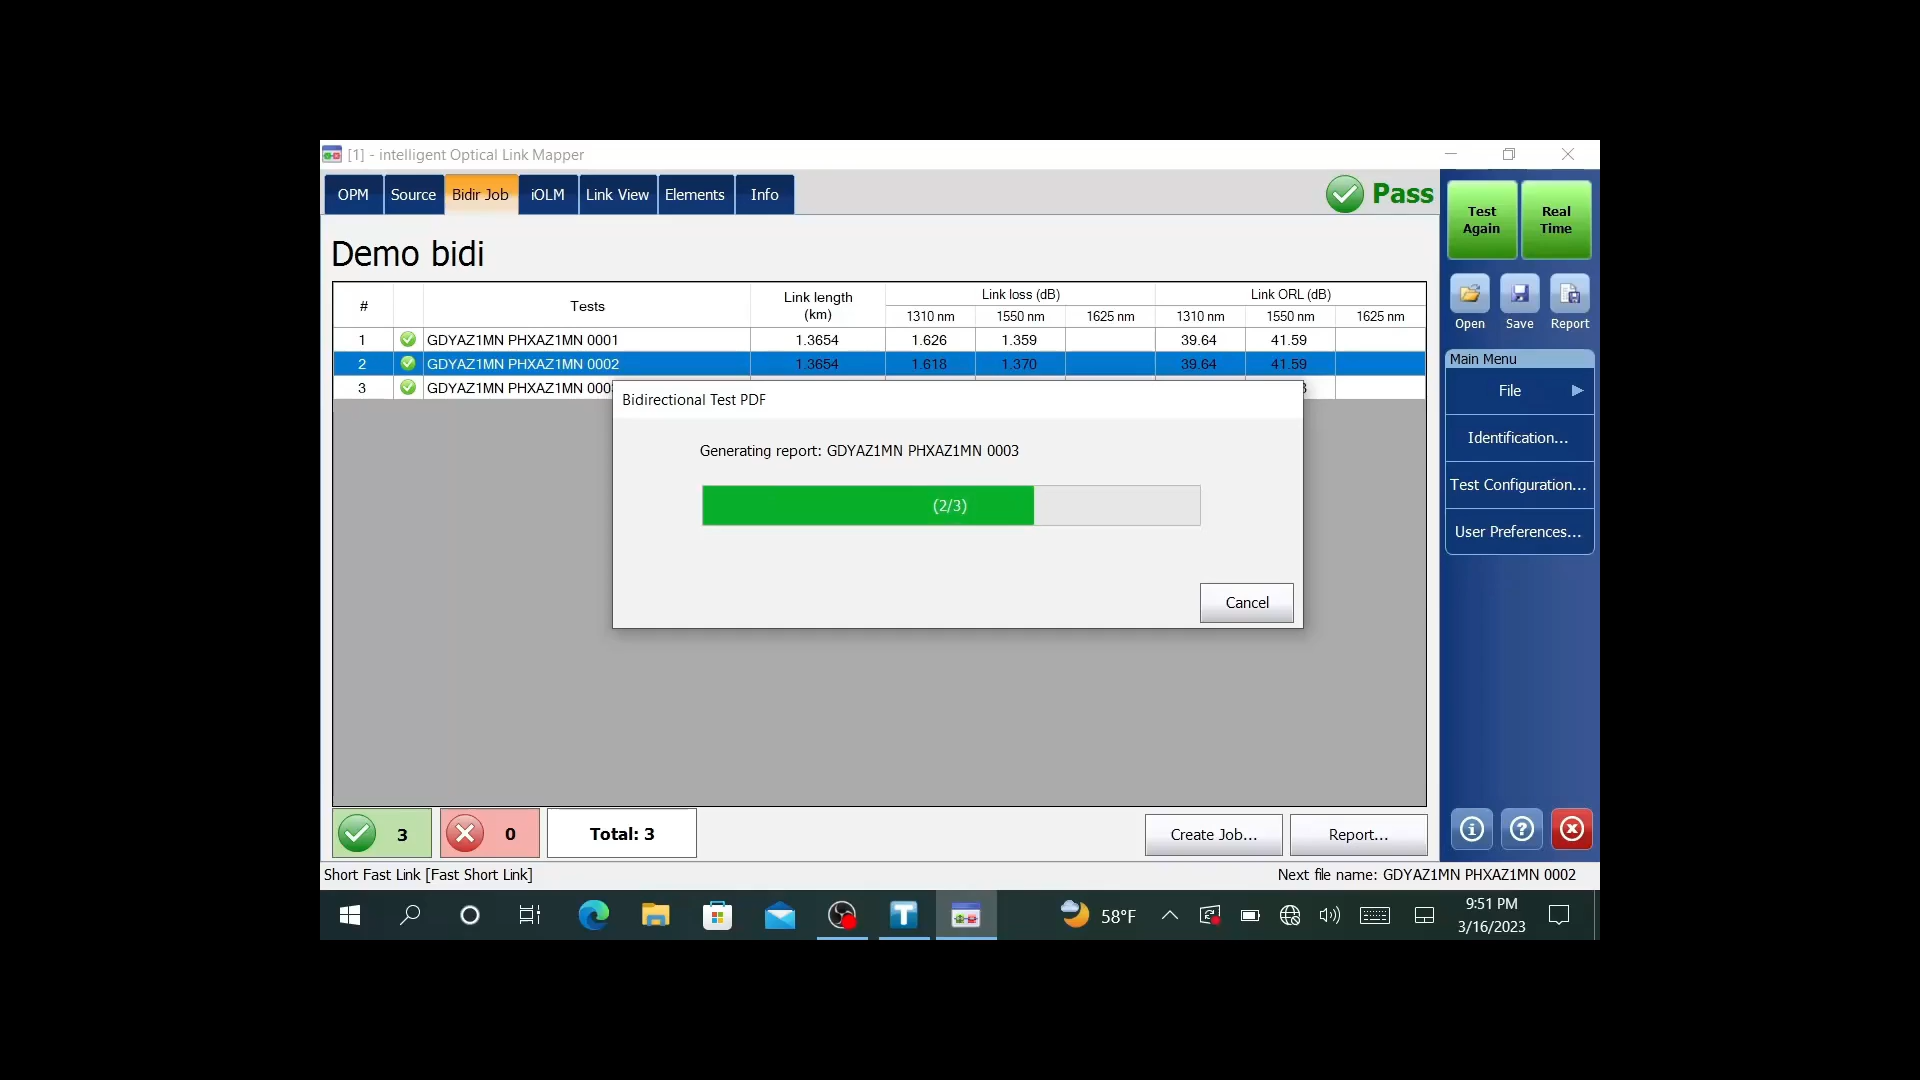 [1] - intelligent Optical Link Mapper
OPM Source Bidir Job iOLM Link View Elements Info
Pass
Test Again
Real Time
Demo bidi
Open Save Report
# Tests Link length (km) Link loss (dB) Link ORL (dB)
1310 nm 1550 nm 1625 nm 1310 nm 1550 nm 1625 nm
1 GDYAZ1MN PHXAZ1MN 0001 1.3654 1.626 1.359 39.64 41.59
2 GDYAZ1MN PHXAZ1MN 0002 1.3654 1.618 1.370 39.64 41.59
3 GDYAZ1MN PHXAZ1MN
Main Menu
File
Identification...
Test Configuration...
User Preferences...
Bidirectional Test PDF
Generating report: GDYAZ1MN PHXAZ1MN 0003
(2/3)
Cancel
3
0
Total: 3
Create Job...
Report...
Short Fast Link [Fast Short Link]
Next file name: GDYAZ1MN PHXAZ1MN 0002
58°F
9:51 PM
3/16/2023